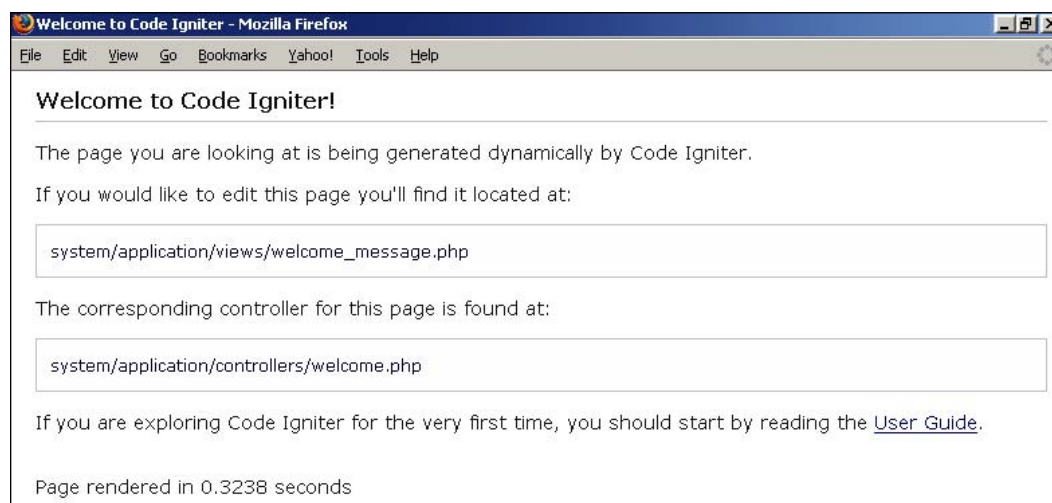 Welcome to Code Igniter - Mozilla Firefox
File Edit View Go Bookmarks Yahoo! Tools Help
Welcome to Code Igniter!
The page you are looking at is being generated dynamically by Code Igniter.
If you would like to edit this page you'll find it located at:
system/application/views/welcome_message.php
The corresponding controller for this page is found at:
system/application/controllers/welcome.php
If you are exploring Code Igniter for the very first time, you should start by reading the User Guide.
Page rendered in 0.3238 seconds